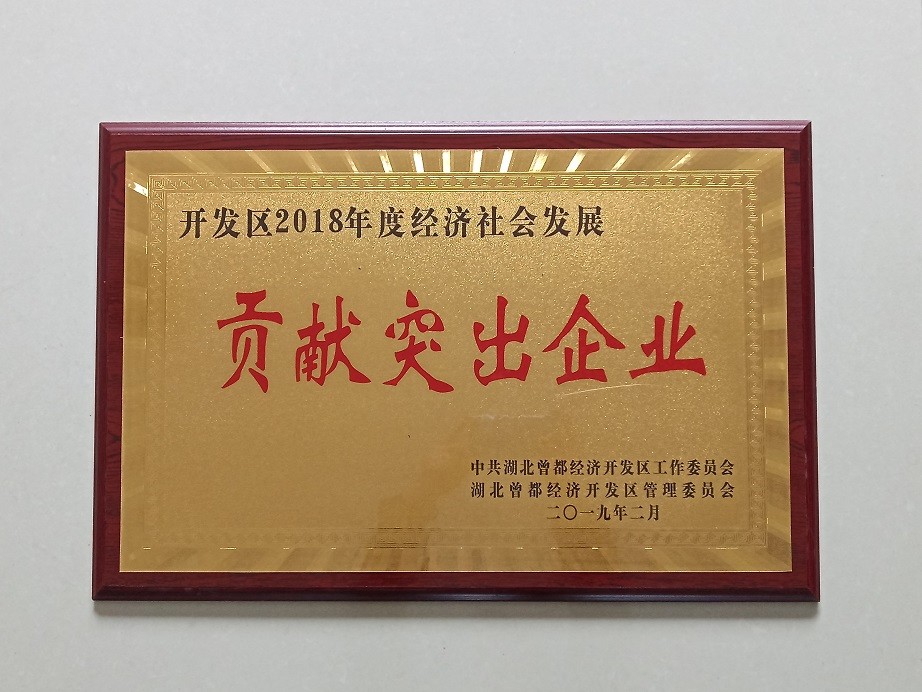 开发区2018年度经济社会发展
贡献突出企业
中共湖北曾都经济开发区工作委员会
湖北曾都经济开发区管理委员会
二〇一九年二月